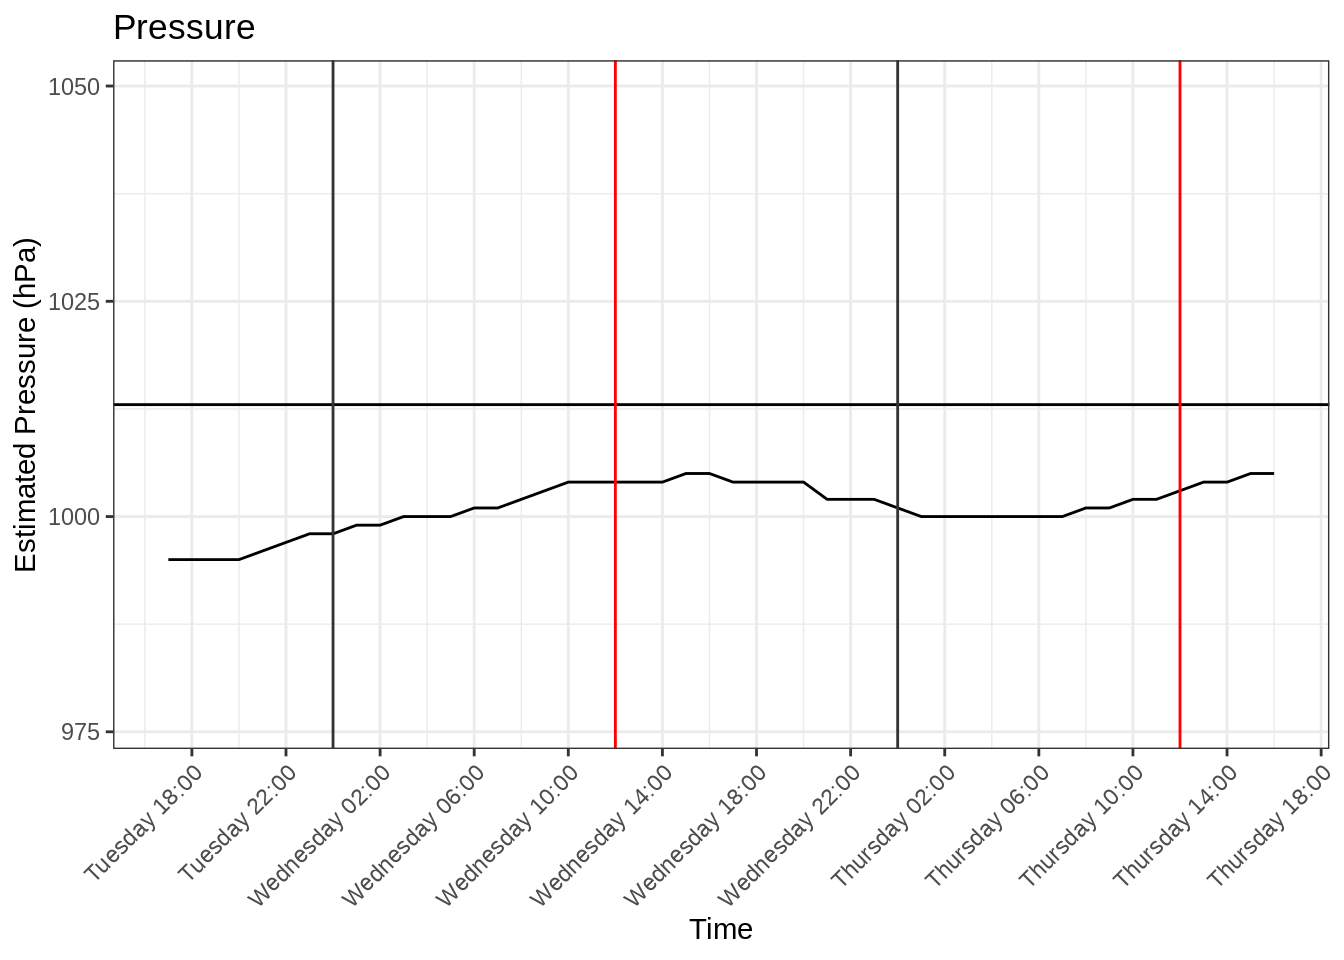 Pressure
Estimated Pressure (hPa)
1050
1025
1000
975
Tuesday 18:00
Tuesday 22:00
Wednesday 02:00
Wednesday 06:00
Wednesday 10:00
Wednesday 14:00
Wednesday 18:00
Wednesday 22:00
Thursday 02:00
Thursday 06:00
Thursday 10:00
Thursday 14:00
Thursday 18:00
Time